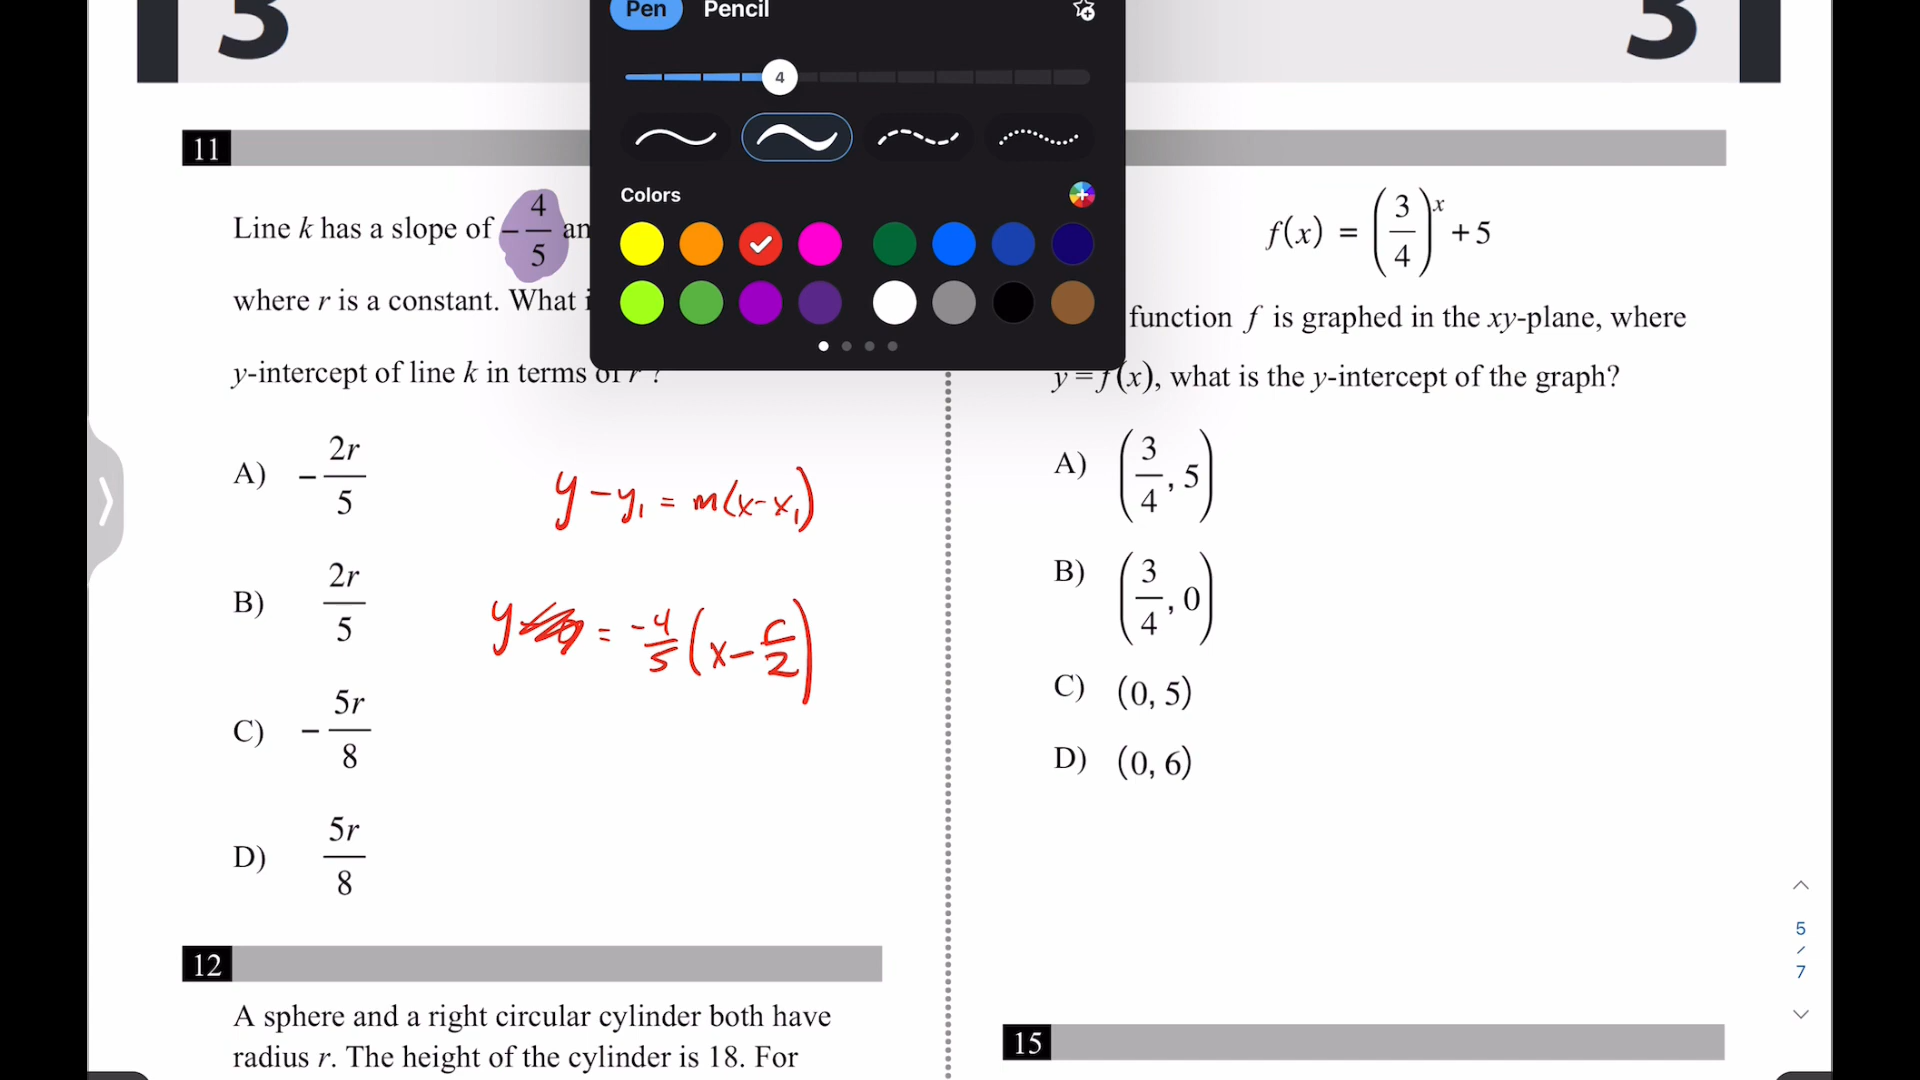 3
3
Pen Pencil
4
Colors
11
Line k has a slope of -4/5 an
where r is a constant. What i
y-intercept of line k in terms of r ?
A) -2r/5
B) 2r/5
C) -5r/8
D) 5r/8
y - y₁ = m(x - x₁)
y = -4/5 (x - r/2)
12
A sphere and a right circular cylinder both have
radius r. The height of the cylinder is 18. For
f(x) = (3/4)ˣ + 5
function f is graphed in the xy-plane, where
y = f(x), what is the y-intercept of the graph?
A) (3/4, 5)
B) (3/4, 0)
C) (0, 5)
D) (0, 6)
15
5
/
7